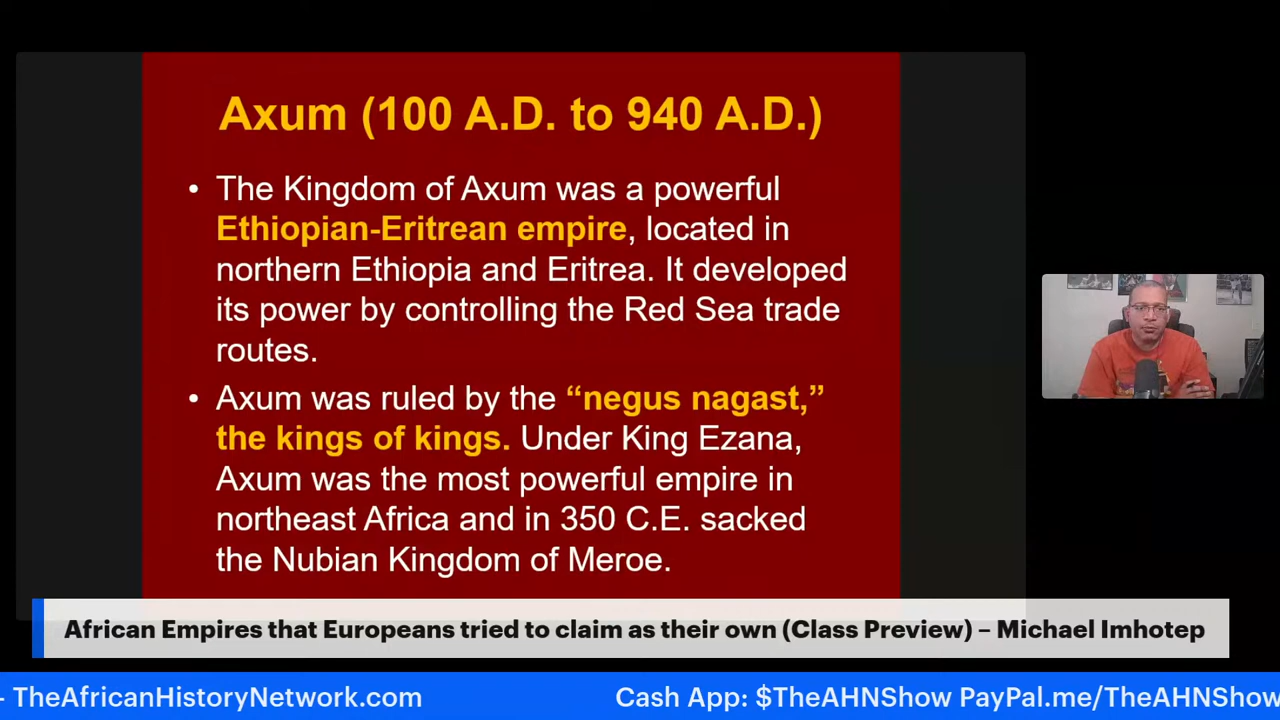 Axum (100 A.D. to 940 A.D.)
• The Kingdom of Axum was a powerful
Ethiopian-Eritrean empire, located in
northern Ethiopia and Eritrea. It developed
its power by controlling the Red Sea trade
routes.
• Axum was ruled by the “negus nagast,”
the kings of kings. Under King Ezana,
Axum was the most powerful empire in
northeast Africa and in 350 C.E. sacked
the Nubian Kingdom of Meroe.
African Empires that Europeans tried to claim as their own (Class Preview) – Michael Imhotep
- TheAfricanHistoryNetwork.com Cash App: $TheAHNShow PayPal.me/TheAHNShow